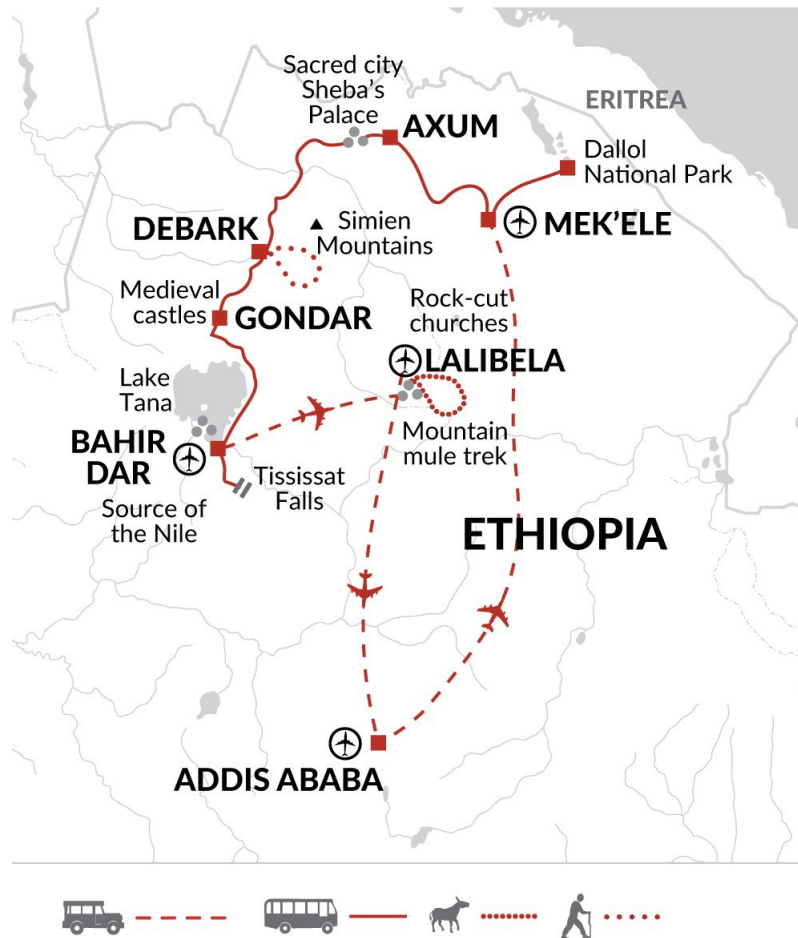 Sacred city
Sheba's
Palace
AXUM
ERITREA
Dallol
National Park
DEBARK
Simien
Mountains
MEK'ELE
Medieval
castles
GONDAR
Rock-cut
churches
LALIBELA
Lake
Tana
Mountain
mule trek
BAHIR
DAR
Tississat
Falls
Source of
the Nile
ETHIOPIA
ADDIS ABABA